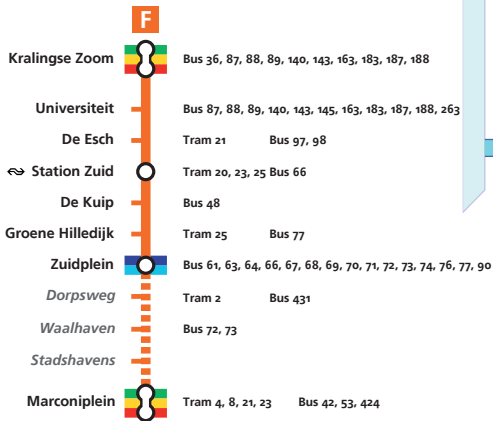 F
Kralingse Zoom Bus 36, 87, 88, 89, 140, 143, 163, 183, 187, 188
Universiteit Bus 87, 88, 89, 140, 143, 145, 163, 183, 187, 188, 263
De Esch Tram 21 Bus 97, 98
Station Zuid Tram 20, 23, 25 Bus 66
De Kuip Bus 48
Groene Hilledijk Tram 25 Bus 77
Zuidplein Bus 61, 63, 64, 66, 67, 68, 69, 70, 71, 72, 73, 74, 76, 77, 90
Dorpsweg Tram 2 Bus 431
Waalhaven Bus 72, 73
Stadshavens
Marconiplein Tram 4, 8, 21, 23 Bus 42, 53, 424